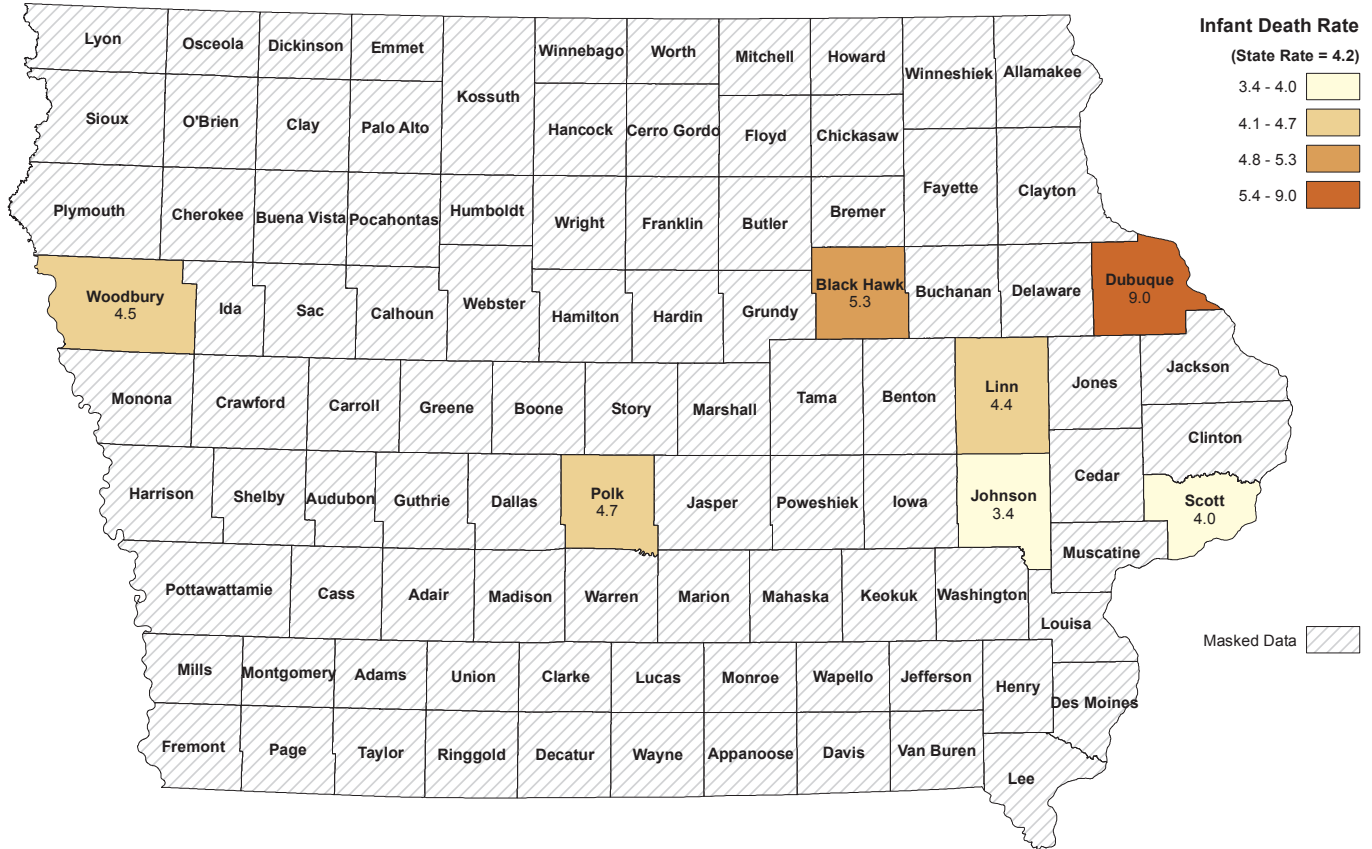 Infant Death Rate
(State Rate = 4.2)
3.4 - 4.0
4.1 - 4.7
4.8 - 5.3
5.4 - 9.0
Lyon
Osceola
Dickinson
Emmet
Kossuth
Winnebago
Worth
Mitchell
Howard
Winneshiek
Allamakee
Sioux
O'Brien
Clay
Palo Alto
Hancock
Cerro Gordo
Floyd
Chickasaw
Fayette
Clayton
Plymouth
Cherokee
Buena Vista
Pocahontas
Humboldt
Wright
Franklin
Butler
Bremer
Woodbury
4.5
Ida
Sac
Calhoun
Webster
Hamilton
Hardin
Grundy
Black Hawk
5.3
Buchanan
Delaware
Dubuque
9.0
Monona
Crawford
Carroll
Greene
Boone
Story
Marshall
Tama
Benton
Linn
4.4
Jones
Jackson
Clinton
Harrison
Shelby
Audubon
Guthrie
Dallas
Polk
4.7
Jasper
Poweshiek
Iowa
Johnson
3.4
Cedar
Scott
4.0
Muscatine
Pottawattamie
Cass
Adair
Madison
Warren
Marion
Mahaska
Keokuk
Washington
Louisa
Masked Data
Mills
Montgomery
Adams
Union
Clarke
Lucas
Monroe
Wapello
Jefferson
Henry
Des Moines
Fremont
Page
Taylor
Ringgold
Decatur
Wayne
Appanoose
Davis
Van Buren
Lee